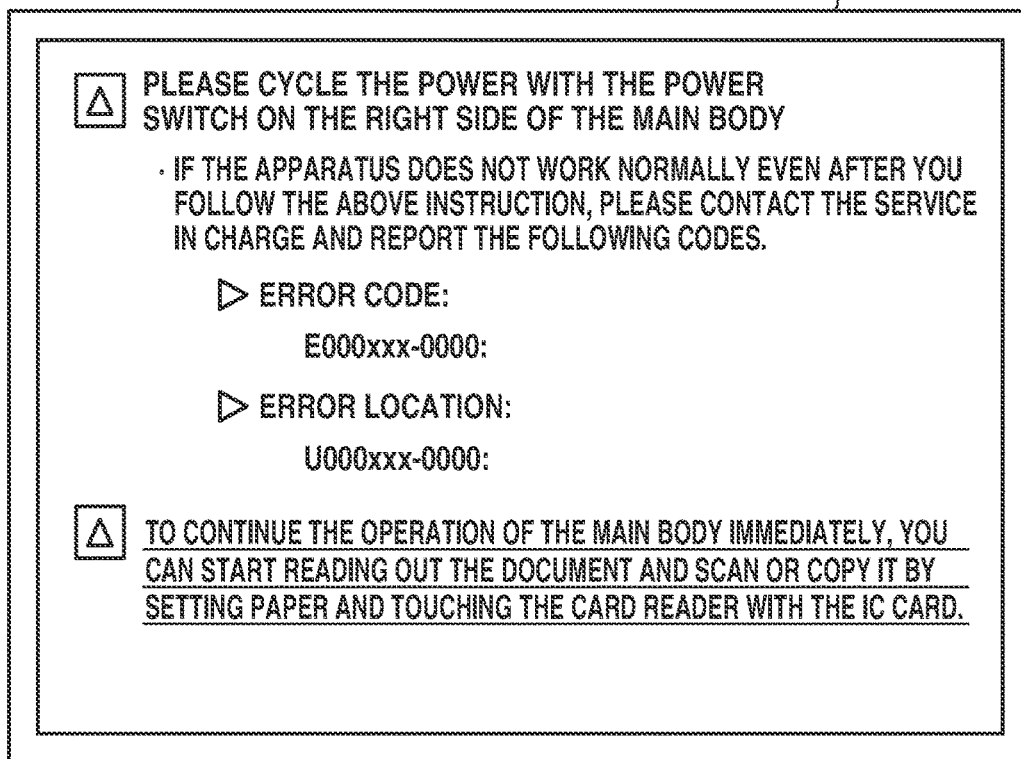 PLEASE CYCLE THE POWER WITH THE POWER
SWITCH ON THE RIGHT SIDE OF THE MAIN BODY
· IF THE APPARATUS DOES NOT WORK NORMALLY EVEN AFTER YOU
FOLLOW THE ABOVE INSTRUCTION, PLEASE CONTACT THE SERVICE
IN CHARGE AND REPORT THE FOLLOWING CODES.
▷ ERROR CODE:
E000xxx-0000:
▷ ERROR LOCATION:
U000xxx-0000:
TO CONTINUE THE OPERATION OF THE MAIN BODY IMMEDIATELY, YOU
CAN START READING OUT THE DOCUMENT AND SCAN OR COPY IT BY
SETTING PAPER AND TOUCHING THE CARD READER WITH THE IC CARD.